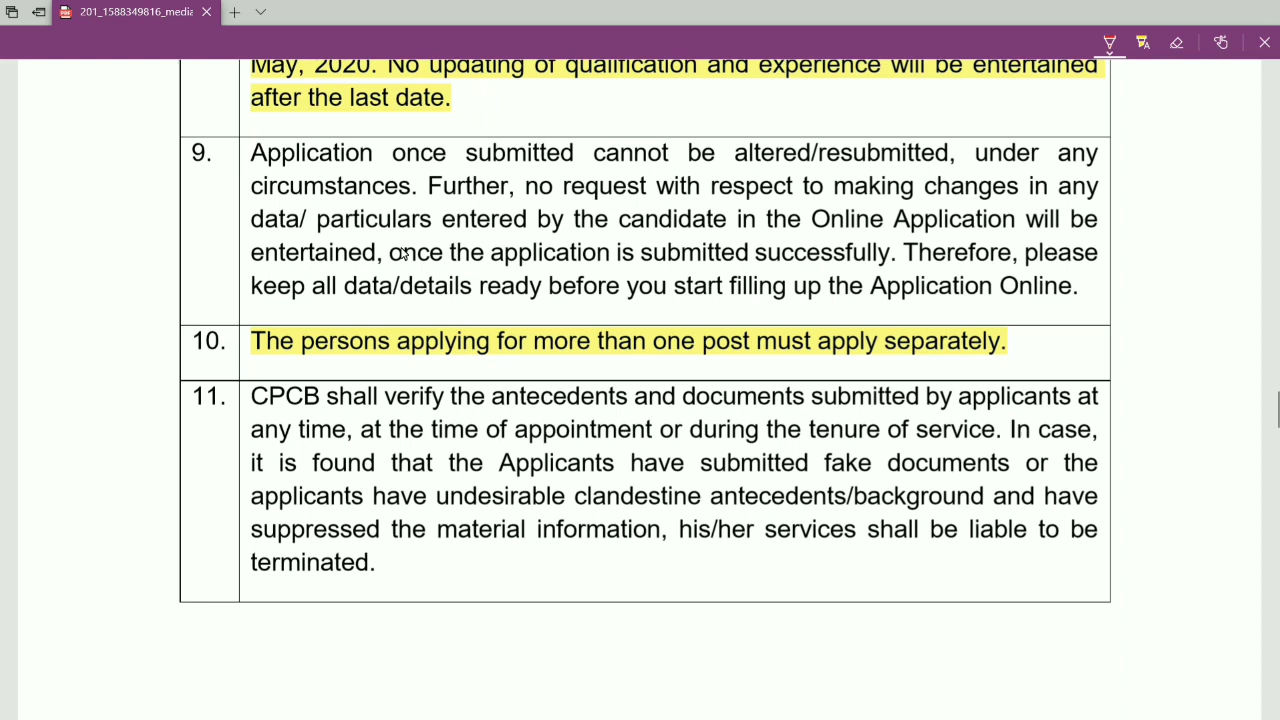 201_1588349816_media
May, 2020. No updating of qualification and experience will be entertained
after the last date.
9.
Application once submitted cannot be altered/resubmitted, under any
circumstances. Further, no request with respect to making changes in any
data/ particulars entered by the candidate in the Online Application will be
entertained, once the application is submitted successfully. Therefore, please
keep all data/details ready before you start filling up the Application Online.
10.
The persons applying for more than one post must apply separately.
11.
CPCB shall verify the antecedents and documents submitted by applicants at
any time, at the time of appointment or during the tenure of service. In case,
it is found that the Applicants have submitted fake documents or the
applicants have undesirable clandestine antecedents/background and have
suppressed the material information, his/her services shall be liable to be
terminated.